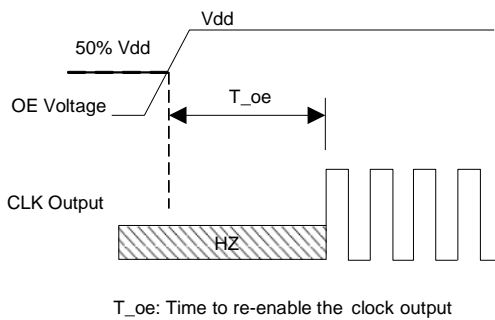 Vdd
50% Vdd
T_oe
OE Voltage
CLK Output
HZ
T_oe: Time to re-enable the clock output